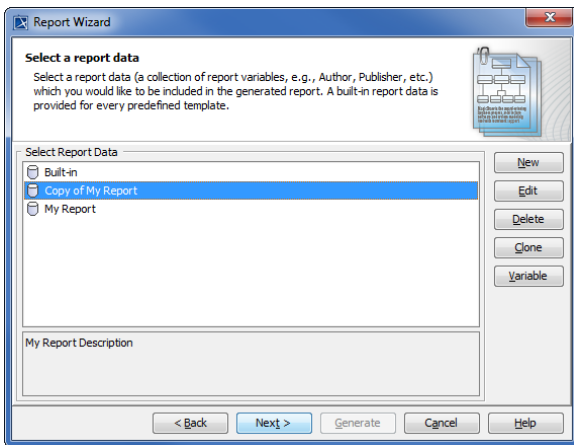 Report Wizard
Select a report data
Select a report data (a collection of report variables, e.g., Author, Publisher, etc.)
which you would like to be included in the generated report. A built-in report data is
provided for every predefined template.
Select Report Data
Built-in
Copy of My Report
My Report
New
Edit
Delete
Clone
Variable
My Report Description
< Back
Next >
Generate
Cancel
Help